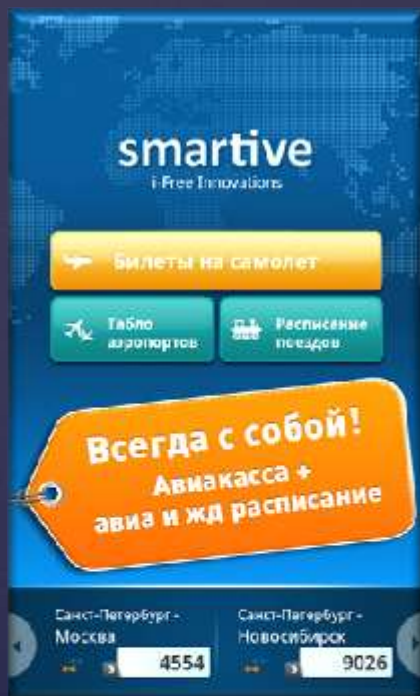 smartive
i-Free Innovations
Билеты на самолет
Табло
аэропортов
Расписание
поездов
Всегда с собой!
Авиакасса +
авиа и жд расписание
Санкт-Петербург -
Москва
4554
Санкт-Петербург -
Новосибирск
9026